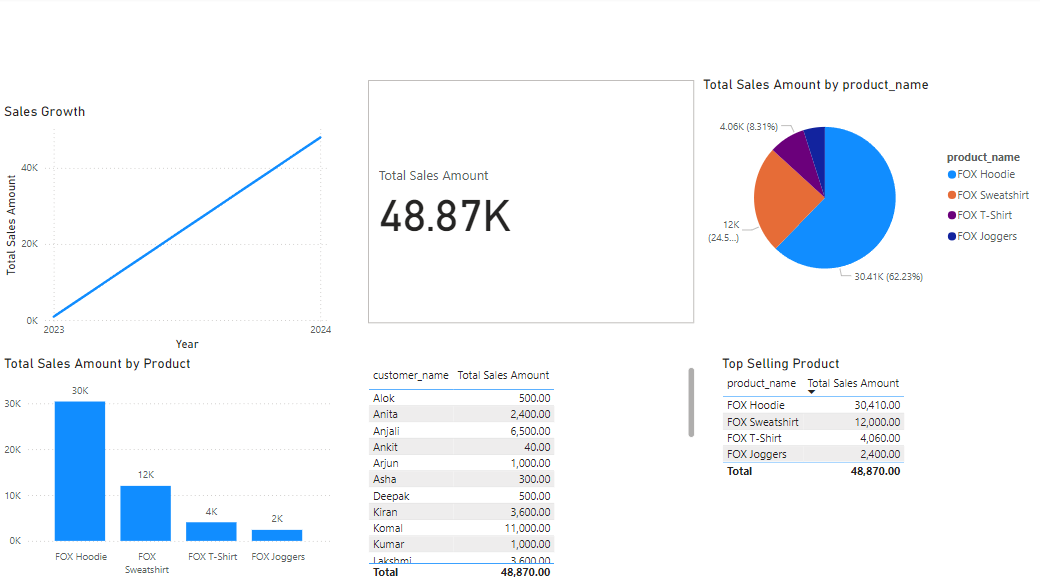 Sales Growth
Total Sales Amount
40K
20K
0K
2023
2024
Year
Total Sales Amount
48.87K
Total Sales Amount by product_name
4.06K (8.31%)
12K
(24.5...)
30.41K (62.23%)
product_name
FOX Hoodie
FOX Sweatshirt
FOX T-Shirt
FOX Joggers
Total Sales Amount by Product
30K
20K
10K
0K
30K
12K
4K
2K
FOX Hoodie
FOX
Sweatshirt
FOX T-Shirt
FOX Joggers
customer_name Total Sales Amount
Alok 500.00
Anita 2,400.00
Anjali 6,500.00
Ankit 40.00
Arjun 1,000.00
Asha 300.00
Deepak 500.00
Kiran 3,600.00
Komal 11,000.00
Kumar 1,000.00
Lakshmi 3,600.00
Total 48,870.00
Top Selling Product
product_name Total Sales Amount
FOX Hoodie 30,410.00
FOX Sweatshirt 12,000.00
FOX T-Shirt 4,060.00
FOX Joggers 2,400.00
Total 48,870.00